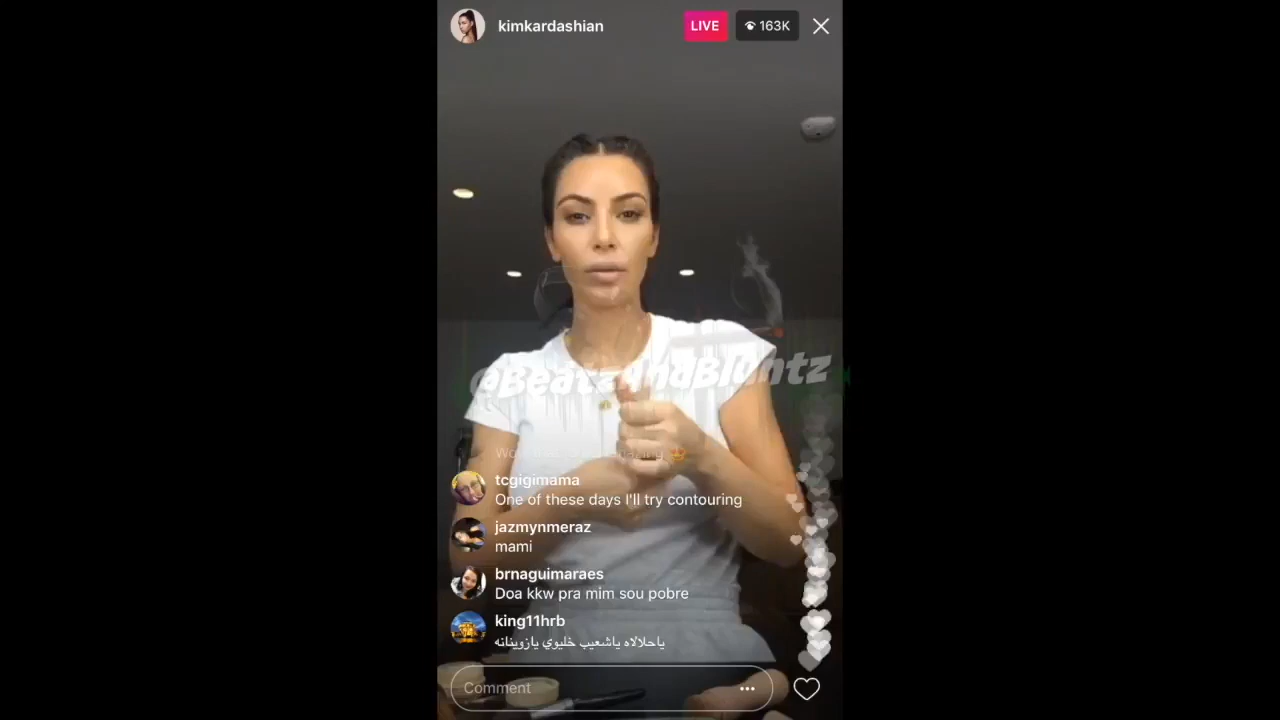 kimkardashian
LIVE
163K
@BeatzAndBluntz
tcgigimama
One of these days I'll try contouring
jazmynmeraz
mami
brnaguimaraes
Doa kkw pra mim sou pobre
king11hrb
ياحلالاه ياشعيب خليوي يازوينانه
Comment